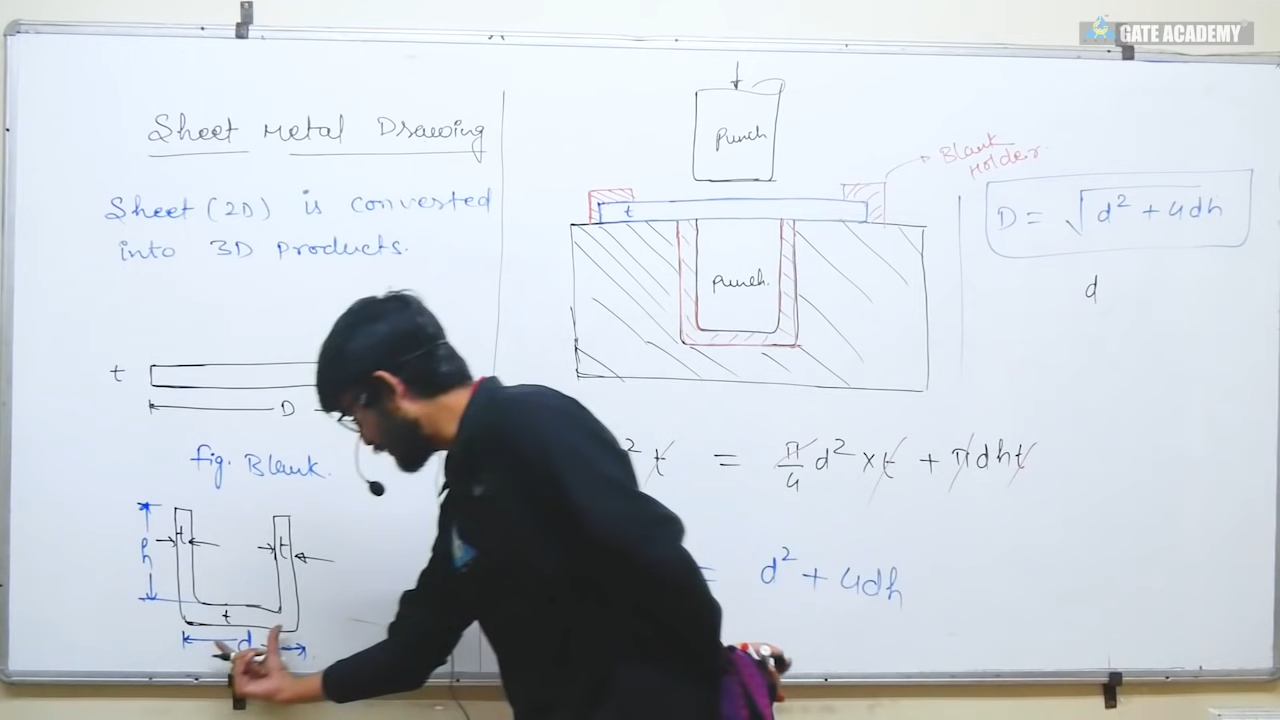 GATE ACADEMY
Sheet Metal Drawing
Sheet (2D) is converted
into 3D products.
t
D
fig. Blank.
t
t
h
t
d
Punch
Blank
Holder
t
punch.
D = √d² + 4dh
d
² t = π/4 d² × t + π d h t
= d² + 4dh